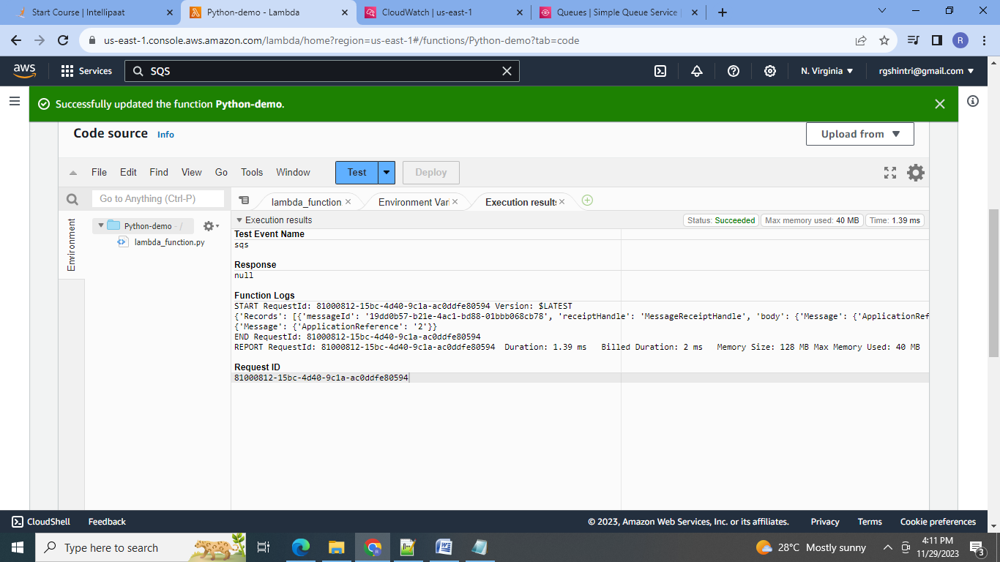 Start Course | Intellipaat
Python-demo - Lambda
CloudWatch | us-east-1
Queues | Simple Queue Service |
us-east-1.console.aws.amazon.com/lambda/home?region=us-east-1#/functions/Python-demo?tab=code
R
aws
Services
SQS
N. Virginia
rgshintri@gmail.com
Successfully updated the function Python-demo.
Code source Info
Upload from
File Edit Find View Go Tools Window
Test
Deploy
Go to Anything (Ctrl-P)
lambda_function
Environment Var
Execution results
Environment
Python-demo - /
lambda_function.py
Execution results
Status: Succeeded
Max memory used: 40 MB
Time: 1.39 ms
Test Event Name
sqs
Response
null
Function Logs
START RequestId: 81000812-15bc-4d40-9c1a-ac0ddfe80594 Version: $LATEST
{'Records': [{'messageId': '19dd0b57-b21e-4ac1-bd88-01bbb068cb78', 'receiptHandle': 'MessageReceiptHandle', 'body': {'Message': {'ApplicationRef
{'Message': {'ApplicationReference': '2'}}
END RequestId: 81000812-15bc-4d40-9c1a-ac0ddfe80594
REPORT RequestId: 81000812-15bc-4d40-9c1a-ac0ddfe80594 Duration: 1.39 ms Billed Duration: 2 ms Memory Size: 128 MB Max Memory Used: 40 MB
Request ID
81000812-15bc-4d40-9c1a-ac0ddfe80594
CloudShell
Feedback
© 2023, Amazon Web Services, Inc. or its affiliates.
Privacy
Terms
Cookie preferences
Type here to search
28°C Mostly sunny
4:11 PM
11/29/2023
3